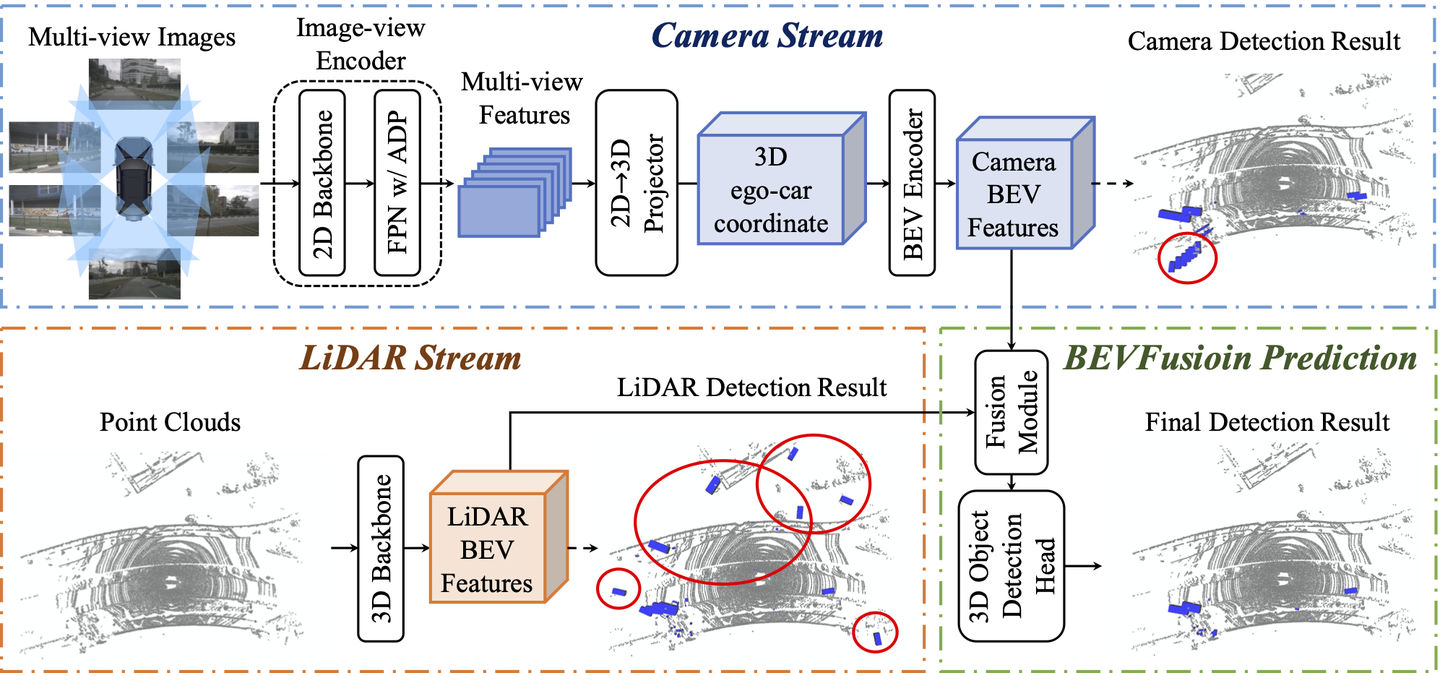 Camera Stream
Multi-view Images
Image-view
Encoder
2D Backbone
FPN w/ ADP
Multi-view
Features
2D→3D
Projector
3D
ego-car
coordinate
BEV Encoder
Camera
BEV
Features
Camera Detection Result
LiDAR Stream
Point Clouds
3D Backbone
LiDAR
BEV
Features
LiDAR Detection Result
BEVFusioin Prediction
Fusion
Module
3D Object
Detection
Head
Final Detection Result